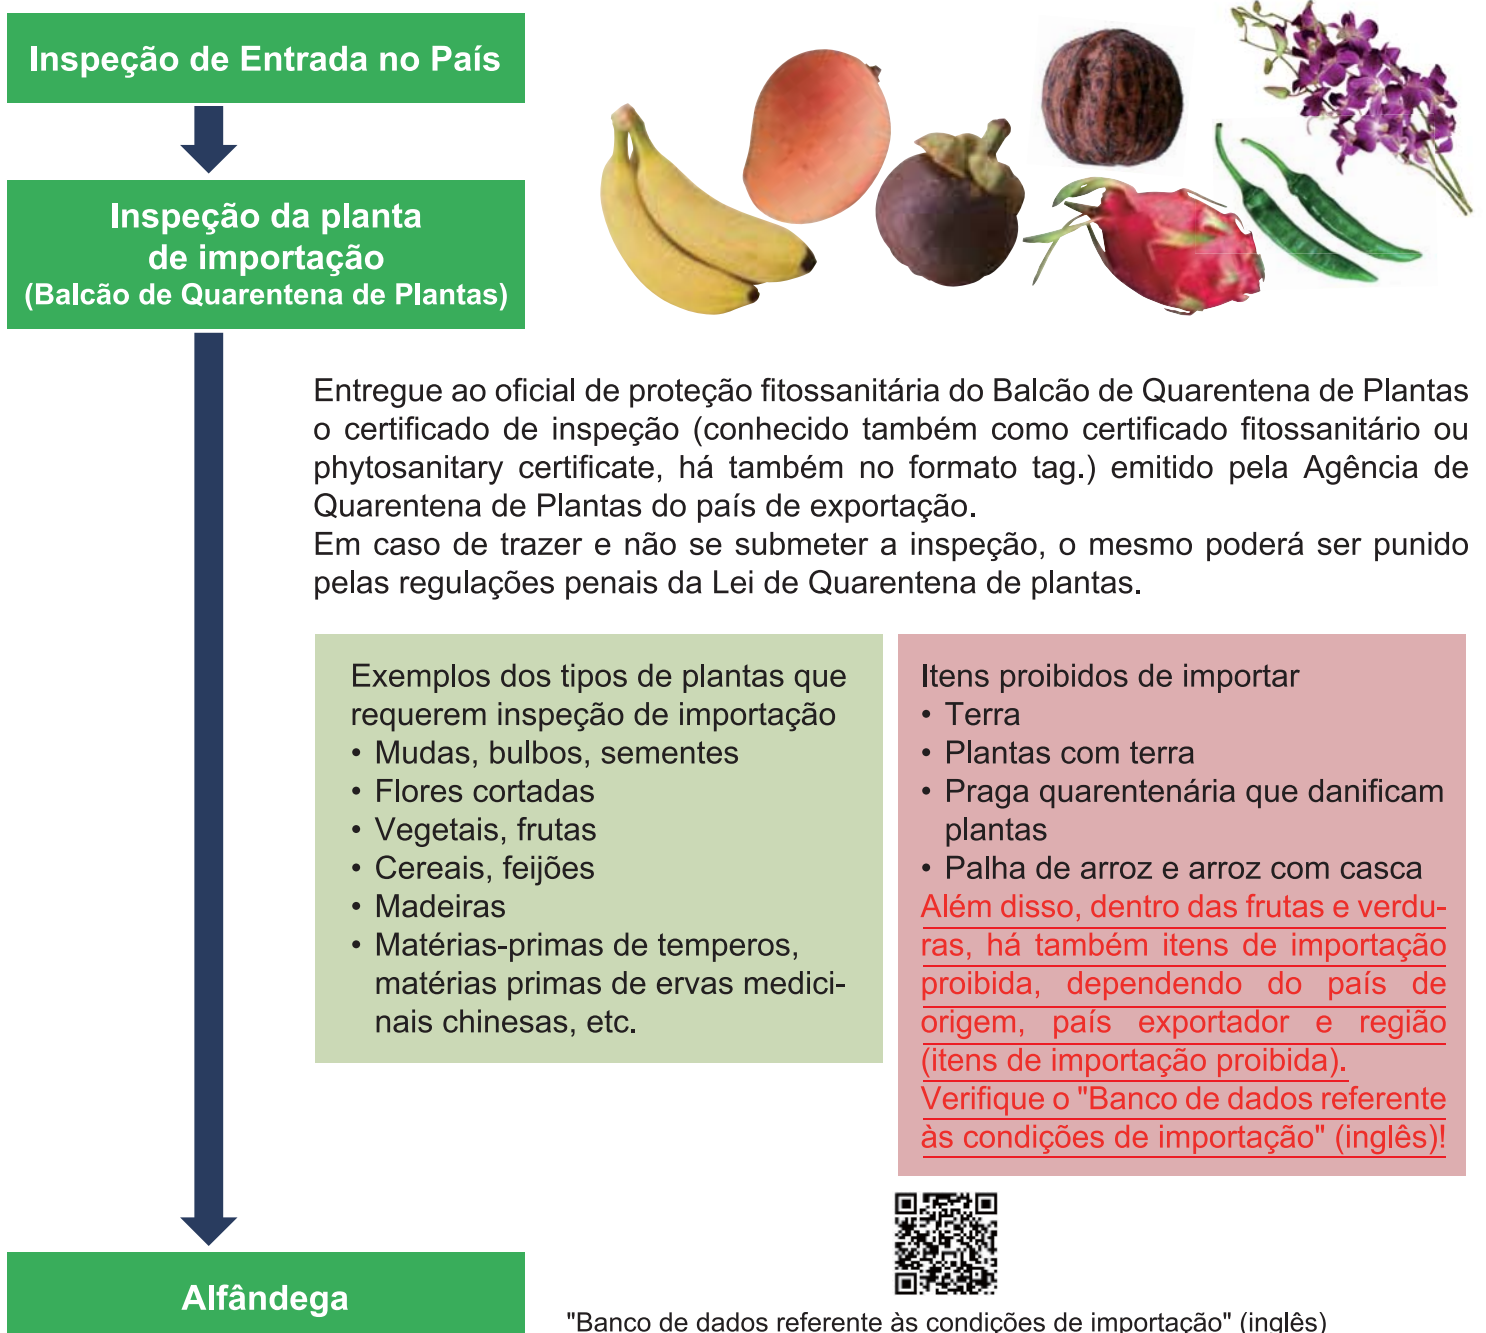 Inspeção de Entrada no País
Inspeção da planta
de importação
(Balcão de Quarentena de Plantas)
Entregue ao oficial de proteção fitossanitária do Balcão de Quarentena de Plantas
o certificado de inspeção (conhecido também como certificado fitossanitário ou
phytosanitary certificate, há também no formato tag.) emitido pela Agência de
Quarentena de Plantas do país de exportação.
Em caso de trazer e não se submeter a inspeção, o mesmo poderá ser punido
pelas regulações penais da Lei de Quarentena de plantas.
Exemplos dos tipos de plantas que
requerem inspeção de importação
• Mudas, bulbos, sementes
• Flores cortadas
• Vegetais, frutas
• Cereais, feijões
• Madeiras
• Matérias-primas de temperos,
matérias primas de ervas medici-
nais chinesas, etc.
Itens proibidos de importar
• Terra
• Plantas com terra
• Praga quarentenária que danificam
plantas
• Palha de arroz e arroz com casca
Além disso, dentro das frutas e verdu-
ras, há também itens de importação
proibida, dependendo do país de
origem, país exportador e região
(itens de importação proibida).
Verifique o "Banco de dados referente
às condições de importação" (inglês)!
Alfândega
"Banco de dados referente às condições de importação" (inglês)